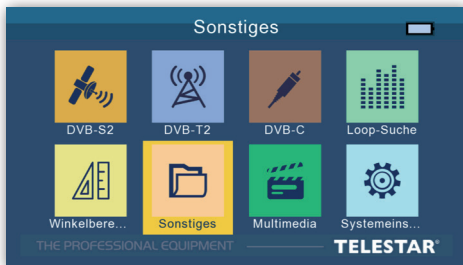 Sonstiges
DVB-S2 DVB-T2 DVB-C Loop-Suche
Winkelbere... Sonstiges Multimedia Systemeins...
THE PROFESSIONAL EQUIPMENT TELESTAR®